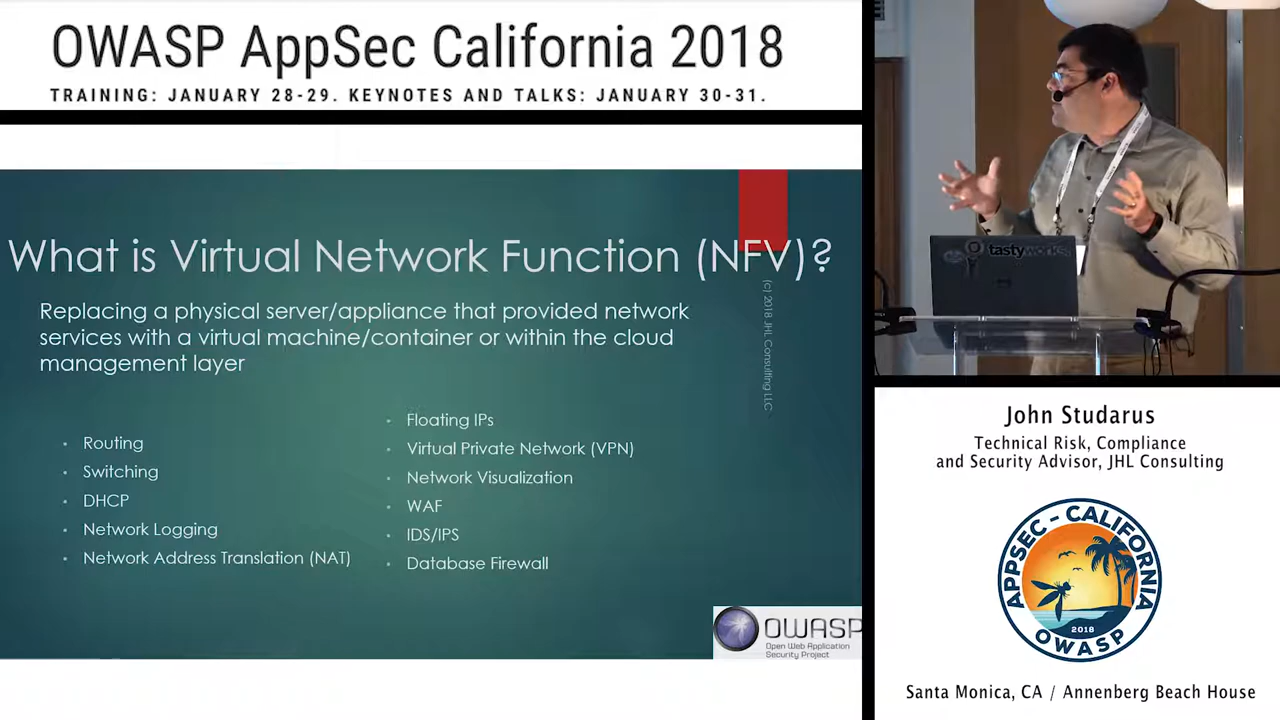 OWASP AppSec California 2018
TRAINING: JANUARY 28-29. KEYNOTES AND TALKS: JANUARY 30-31.
What is Virtual Network Function (NFV)?
Replacing a physical server/appliance that provided network
services with a virtual machine/container or within the cloud
management layer
Routing
Switching
DHCP
Network Logging
Network Address Translation (NAT)
Floating IPs
Virtual Private Network (VPN)
Network Visualization
WAF
IDS/IPS
Database Firewall
(c) 2018 JHL Consulting LLC
OWASP
Open Web Application
Security Project
tastyworks
John Studarus
Technical Risk, Compliance
and Security Advisor, JHL Consulting
APPSEC - CALIFORNIA
2018
OWASP
Santa Monica, CA / Annenberg Beach House